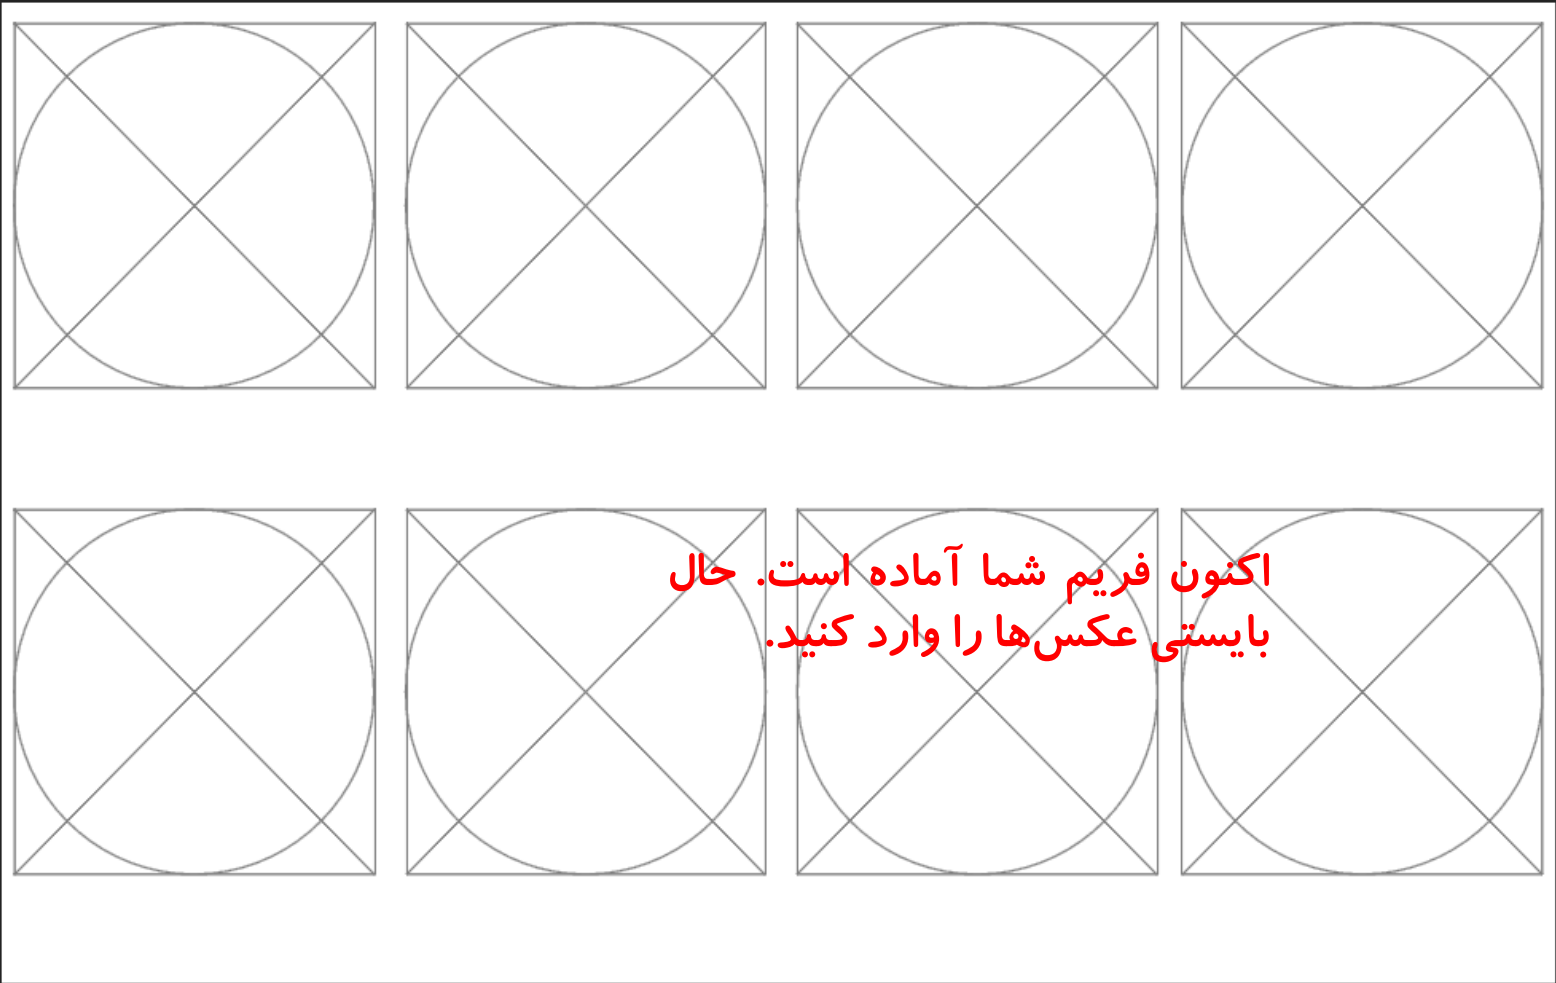 اکنون فریم شما آماده است. حال
بایستی عکس‌ها را وارد کنید.